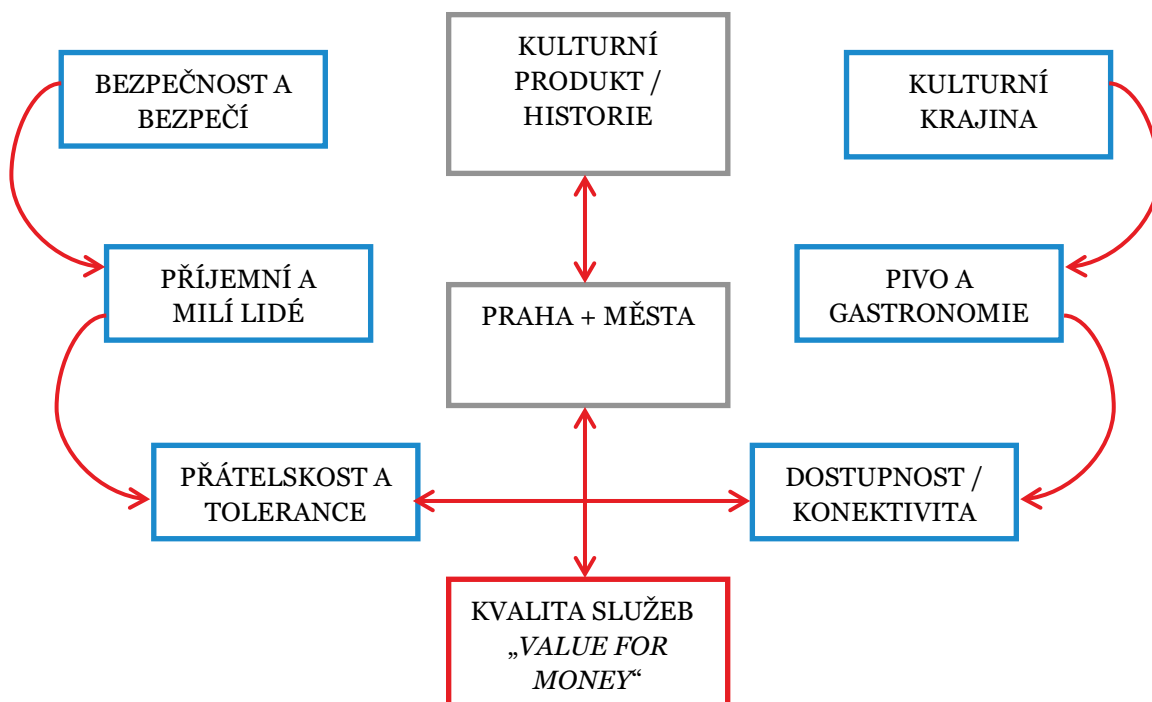 BEZPEČNOST A
BEZPEČÍ
KULTURNÍ
PRODUKT /
HISTORIE
KULTURNÍ
KRAJINA
PŘÍJEMNÍ A
MILÍ LIDÉ
PRAHA + MĚSTA
PIVO A
GASTRONOMIE
PŘÁTELSKOST A
TOLERANCE
DOSTUPNOST /
KONEKTIVITA
KVALITA SLUŽEB
„VALUE FOR
MONEY“